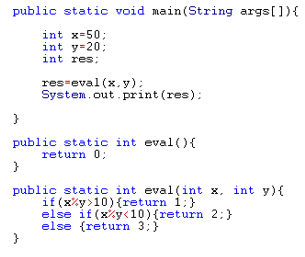 public static void main(String args[]){
int x=50;
int y=20;
int res;
res=eval(x,y);
System.out.print(res);
}
public static int eval(){
return 0;
}
public static int eval(int x, int y){
if(x%y>10){return 1;}
else if(x%y<10){return 2;}
else {return 3;}
}